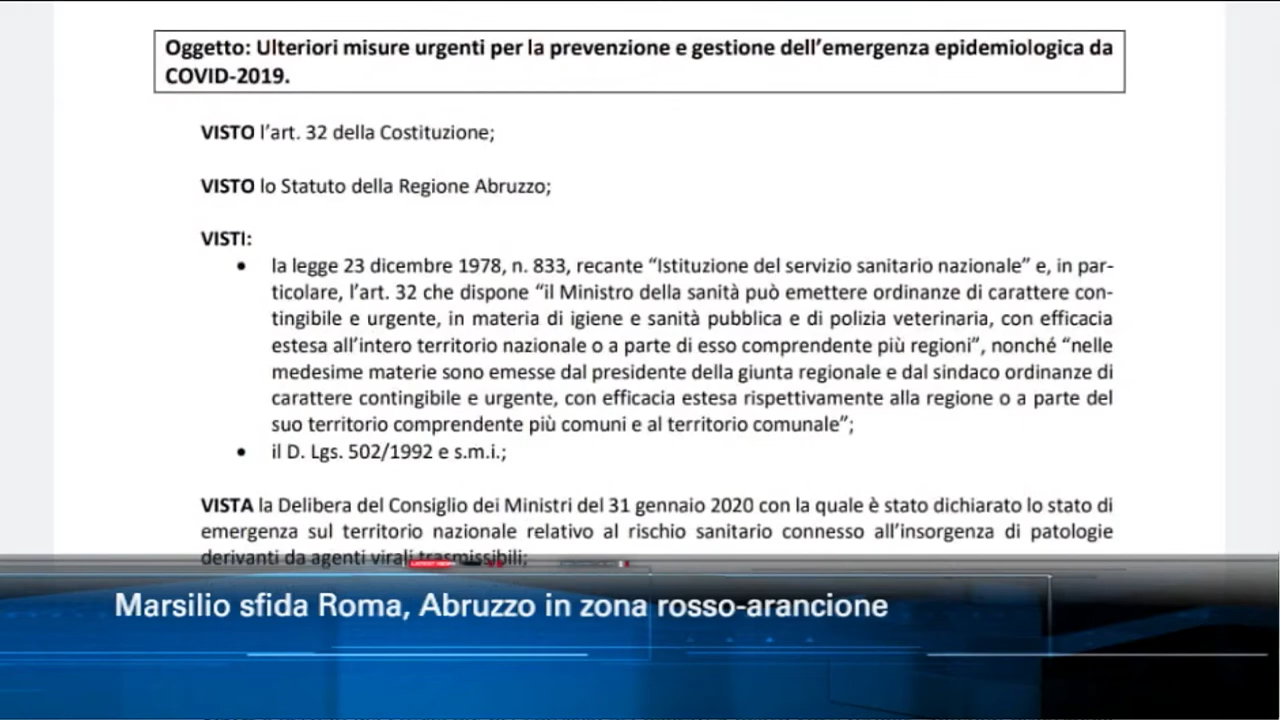 Oggetto: Ulteriori misure urgenti per la prevenzione e gestione dell’emergenza epidemiologica da
COVID-2019.
VISTO l’art. 32 della Costituzione;
VISTO lo Statuto della Regione Abruzzo;
VISTI:
• la legge 23 dicembre 1978, n. 833, recante “Istituzione del servizio sanitario nazionale” e, in par-
ticolare, l’art. 32 che dispone “il Ministro della sanità può emettere ordinanze di carattere con-
tingibile e urgente, in materia di igiene e sanità pubblica e di polizia veterinaria, con efficacia
estesa all’intero territorio nazionale o a parte di esso comprendente più regioni”, nonché “nelle
medesime materie sono emesse dal presidente della giunta regionale e dal sindaco ordinanze di
carattere contingibile e urgente, con efficacia estesa rispettivamente alla regione o a parte del
suo territorio comprendente più comuni e al territorio comunale”;
• il D. Lgs. 502/1992 e s.m.i.;
VISTA la Delibera del Consiglio dei Ministri del 31 gennaio 2020 con la quale è stato dichiarato lo stato di
emergenza sul territorio nazionale relativo al rischio sanitario connesso all’insorgenza di patologie
derivanti da agenti virali trasmissibili;
LATEST NEWS
Marsilio sfida Roma, Abruzzo in zona rosso-arancione